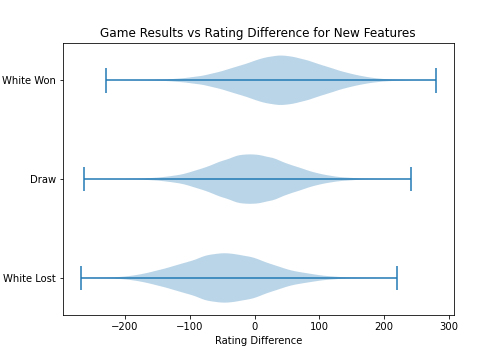 Game Results vs Rating Difference for New Features
White Won
Draw
White Lost
−200
−100
0
100
200
300
Rating Difference